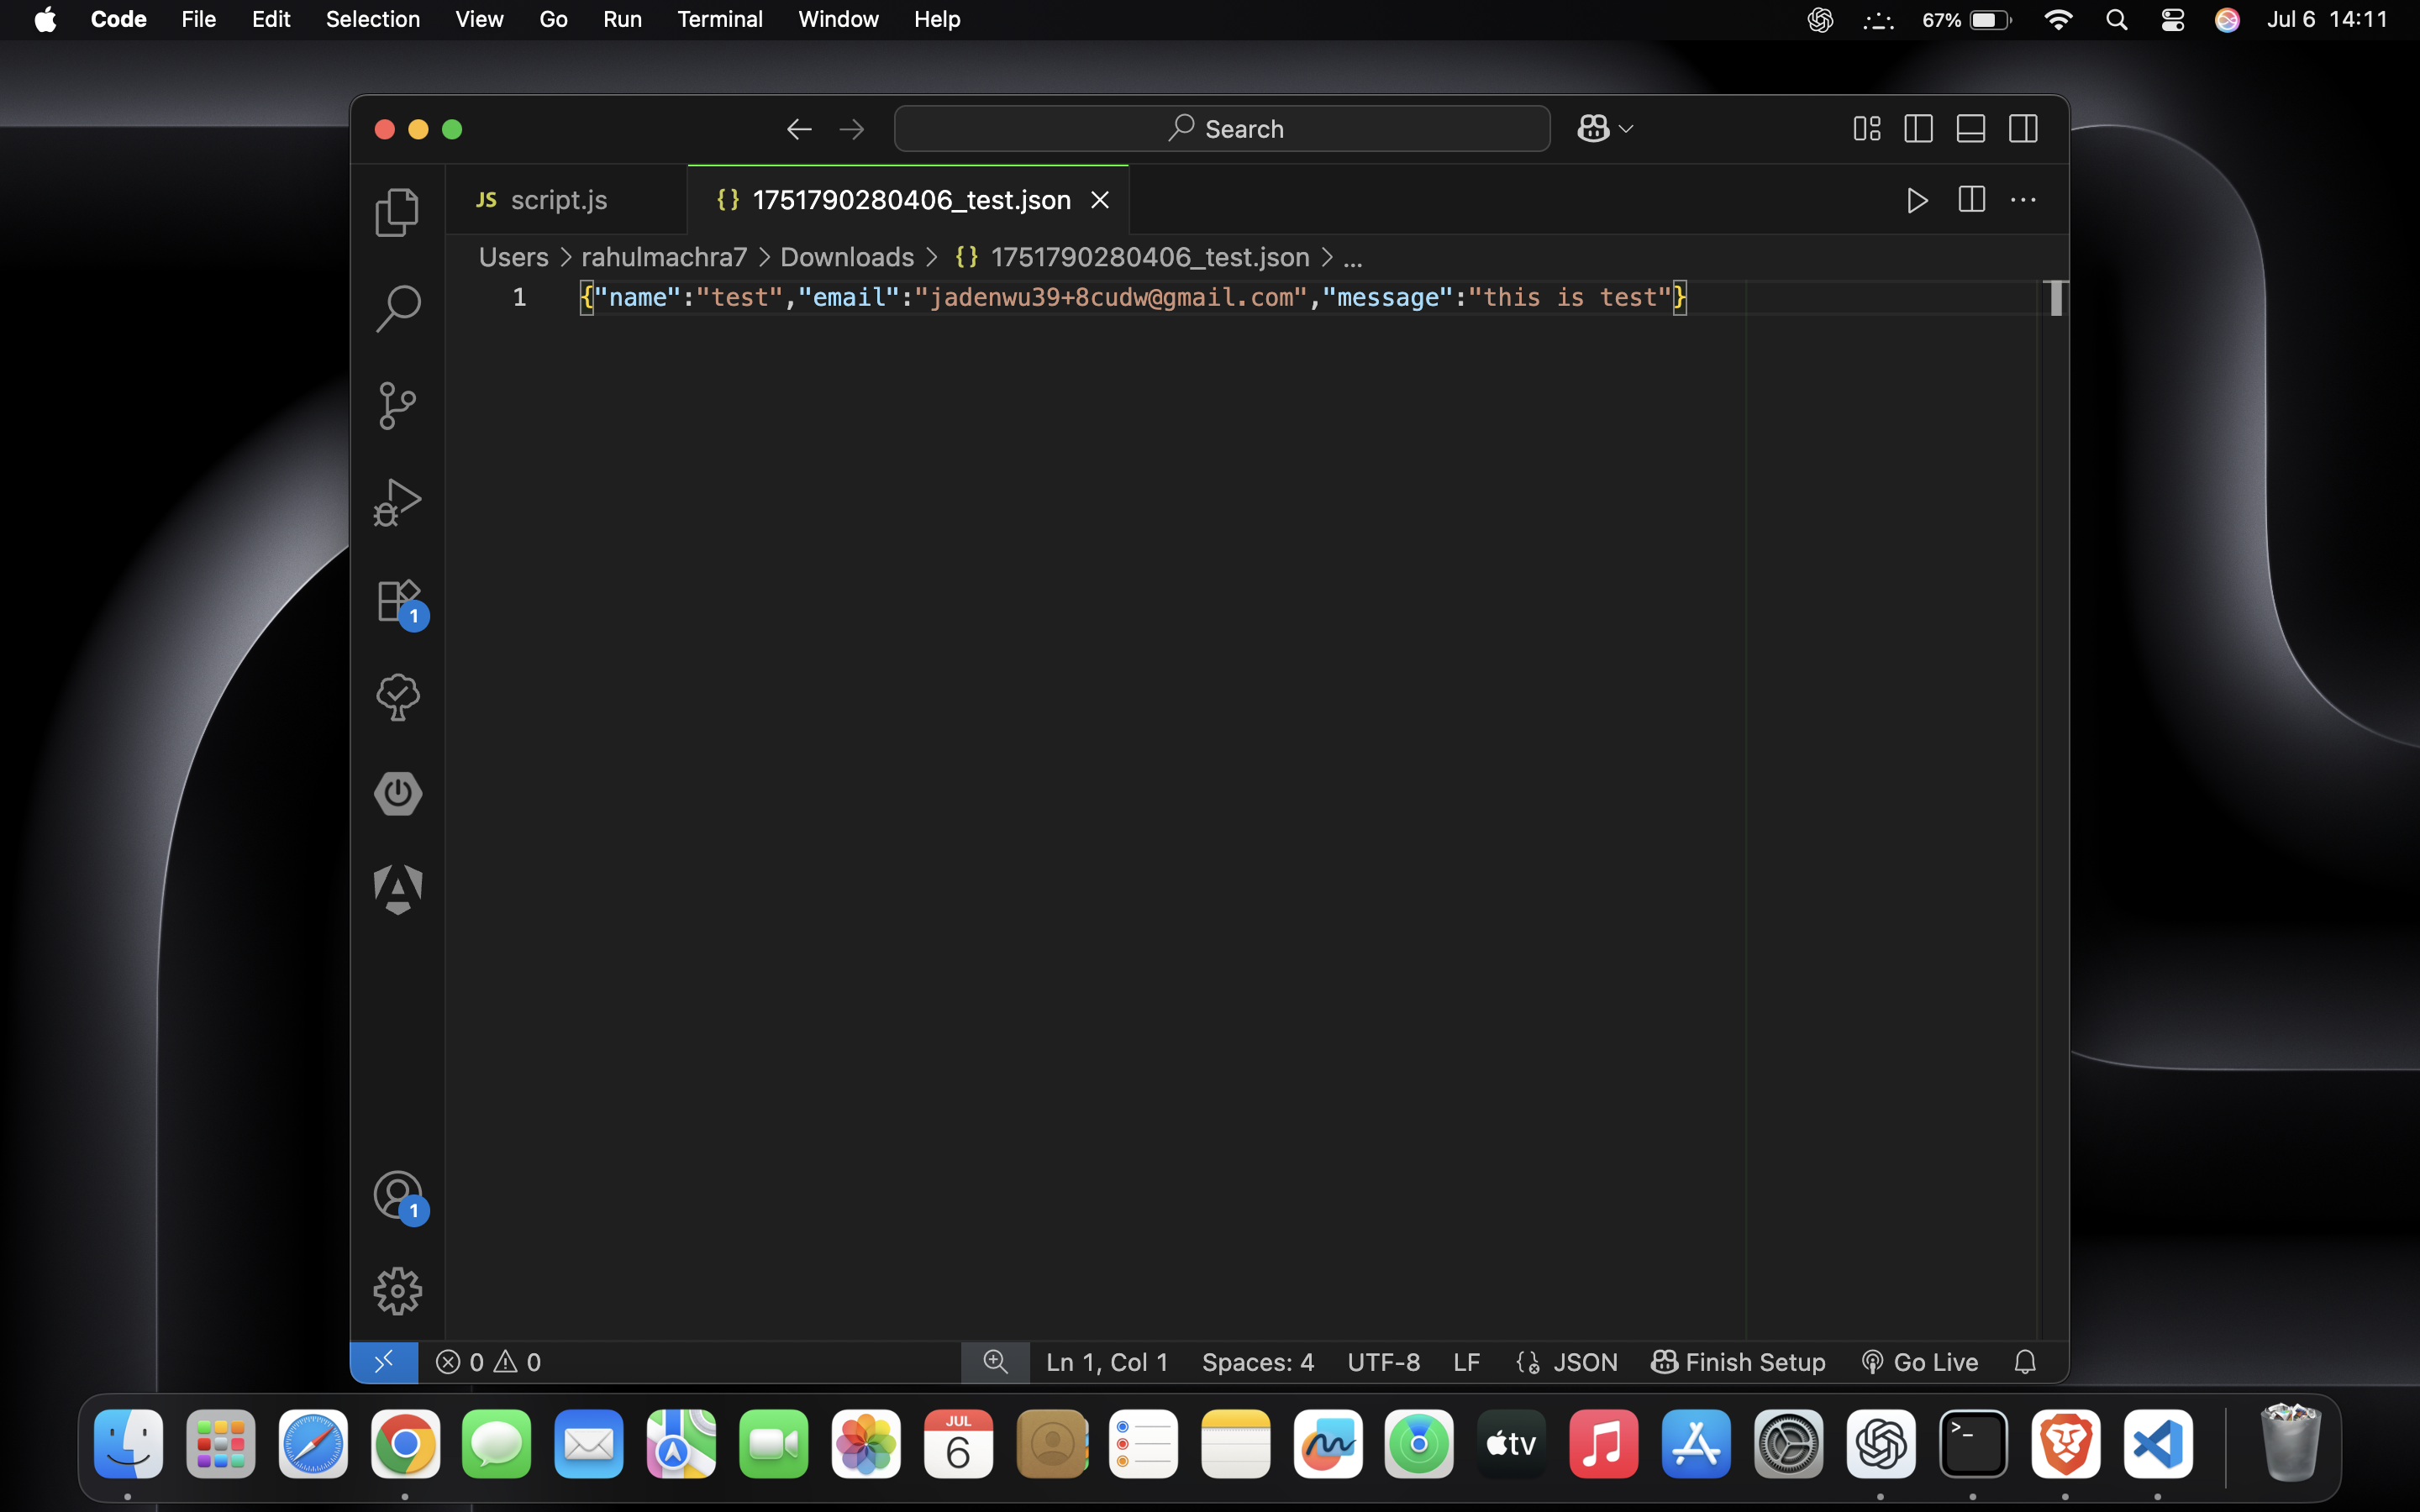 Code File Edit Selection View Go Run Terminal Window Help 67% Jul 6 14:11
Search
JS script.js {} 1751790280406_test.json
Users > rahulmachra7 > Downloads > {} 1751790280406_test.json > ...
1 {"name":"test","email":"jadenwu39+8cudw@gmail.com","message":"this is test"}
1
1
0 0 Ln 1, Col 1 Spaces: 4 UTF-8 LF JSON Finish Setup Go Live
JUL
6
tv
>_